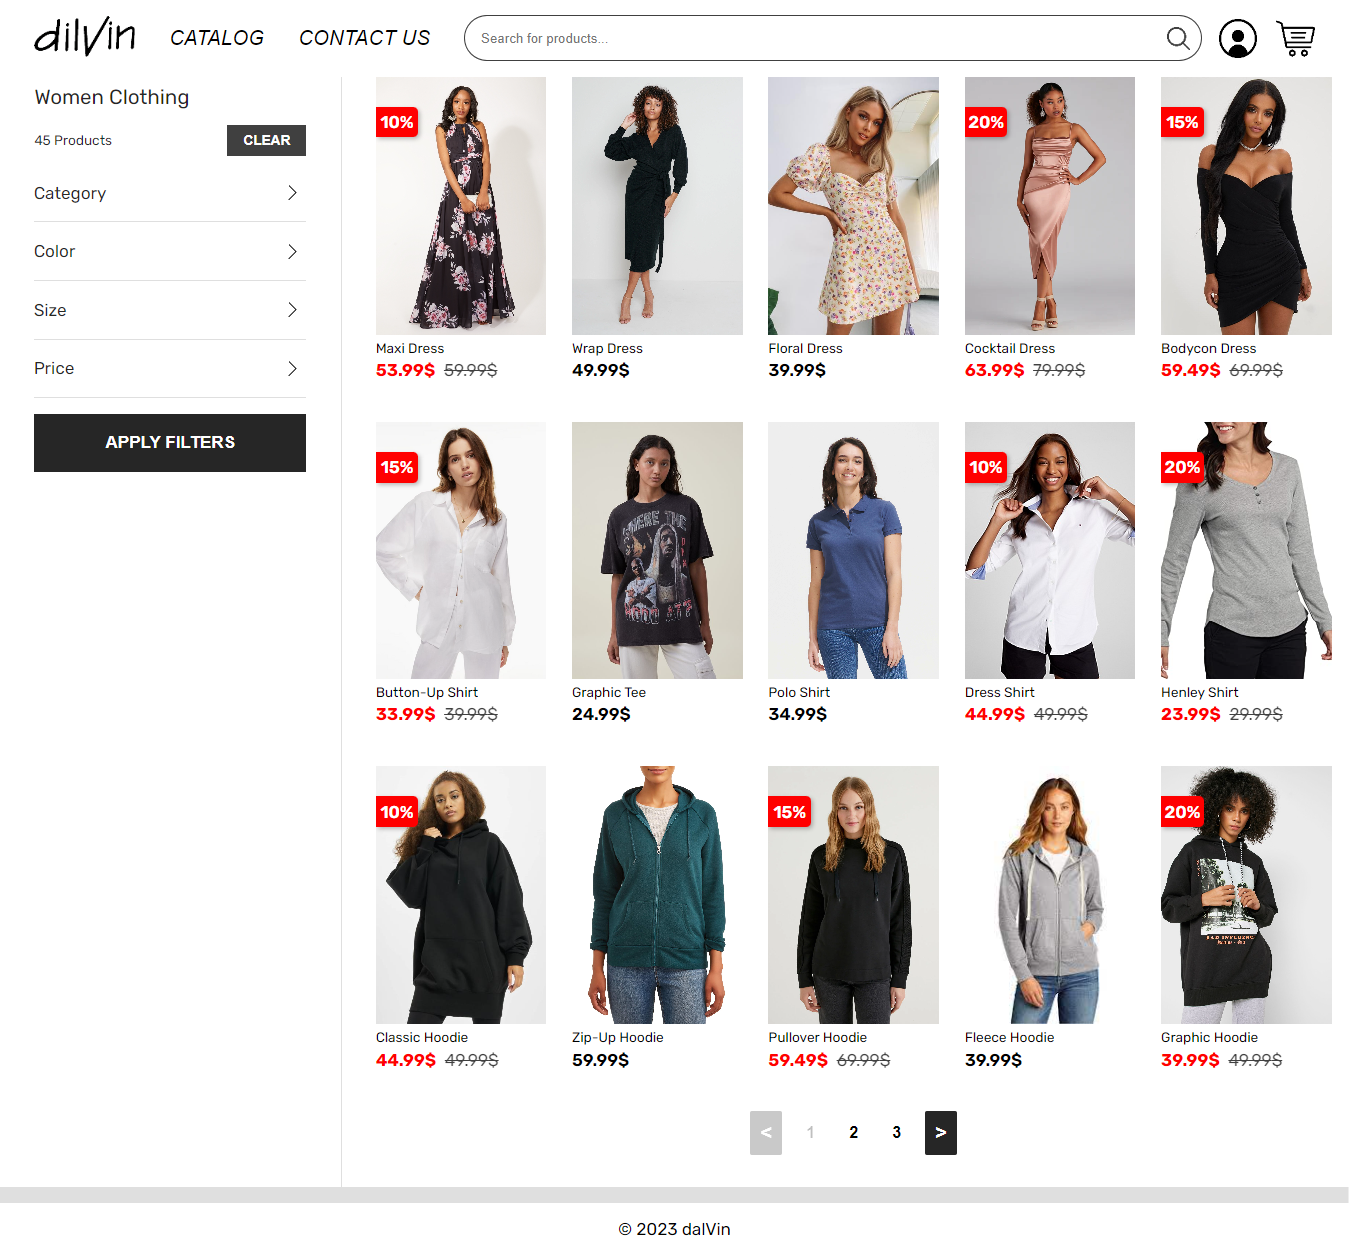 dilVin CATALOG CONTACT US Search for products...
Women Clothing
45 Products CLEAR
Category
Color
Size
Price
APPLY FILTERS
10% 20% 15%
Maxi Dress Wrap Dress Floral Dress Cocktail Dress Bodycon Dress
53.99$ 59.99$ 49.99$ 39.99$ 63.99$ 79.99$ 59.49$ 69.99$
15% 10% 20%
WHERE THE
Button-Up Shirt Graphic Tee Polo Shirt Dress Shirt Henley Shirt
33.99$ 39.99$ 24.99$ 34.99$ 44.99$ 49.99$ 23.99$ 29.99$
10% 15% 20%
Classic Hoodie Zip-Up Hoodie Pullover Hoodie Fleece Hoodie Graphic Hoodie
44.99$ 49.99$ 59.99$ 59.49$ 69.99$ 39.99$ 39.99$ 49.99$
< 1 2 3 >
© 2023 dalVin